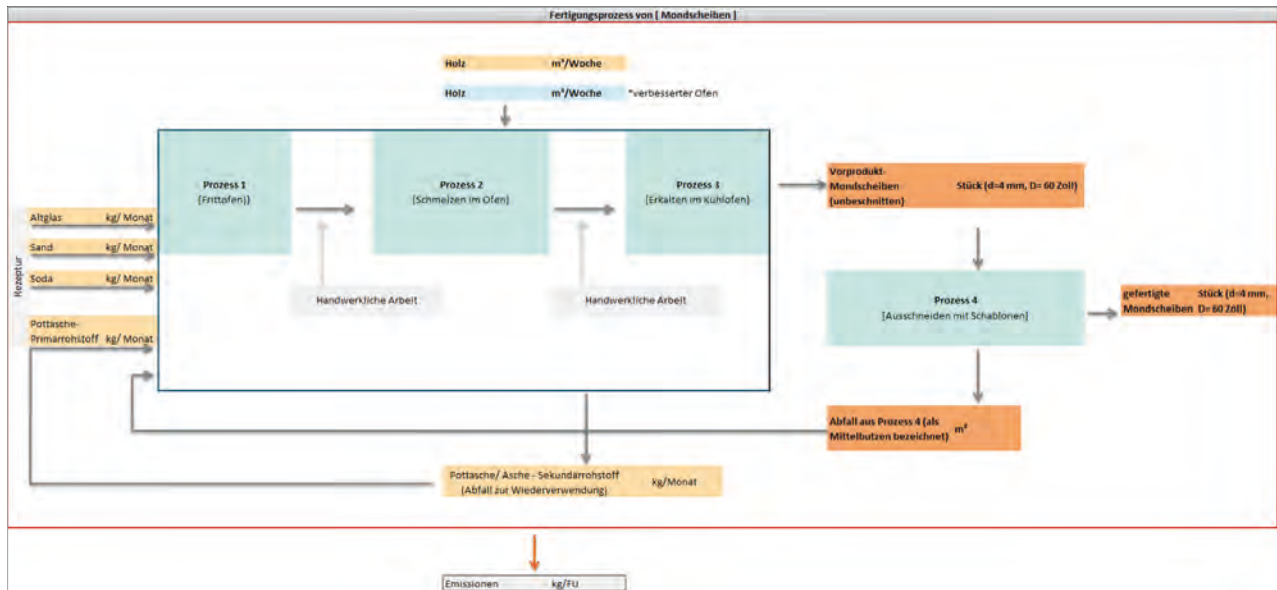 Fertigungsprozess von [ Mondscheiben ]
Holz m³/Woche
Holz m³/Woche *verbesserter Ofen
Prozess 1
(Frittofen))
Prozess 2
(Schmelzen im Ofen)
Prozess 3
(Erkalten im Kühlofen)
Vorprodukt-
Mondscheiben Stück (d=4 mm, D= 60 Zoll)
(unbeschnitten)
Rezeptur
Altglas kg/ Monat
Sand kg/ Monat
Soda kg/ Monat
Pottasche-
Primärrohstoff kg/ Monat
Handwerkliche Arbeit
Handwerkliche Arbeit
Prozess 4
[Ausschneiden mit Schablonen]
gefertigte Stück (d=4 mm,
Mondscheiben D= 60 Zoll)
Abfall aus Prozess 4 (als
Mittelbutzen bezeichnet) m²
Pottasche/ Asche - Sekundärrohstoff kg/Monat
(Abfall zur Wiederverwendung)
Emissionen kg/FU